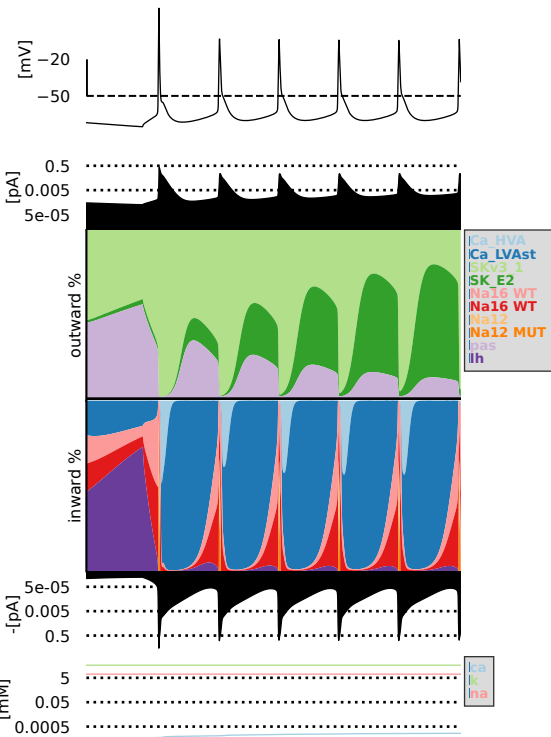 [mV]
−20
−50
[pA]
0.5
0.005
5e-05
outward %
Ca_HVA
Ca_LVAst
SKv3_1
SK_E2
Na16 WT
Na16 WT
Na12
Na12 MUT
pas
Ih
inward %
-[pA]
5e-05
0.005
0.5
[mM]
5
0.05
0.0005
ca
k
na